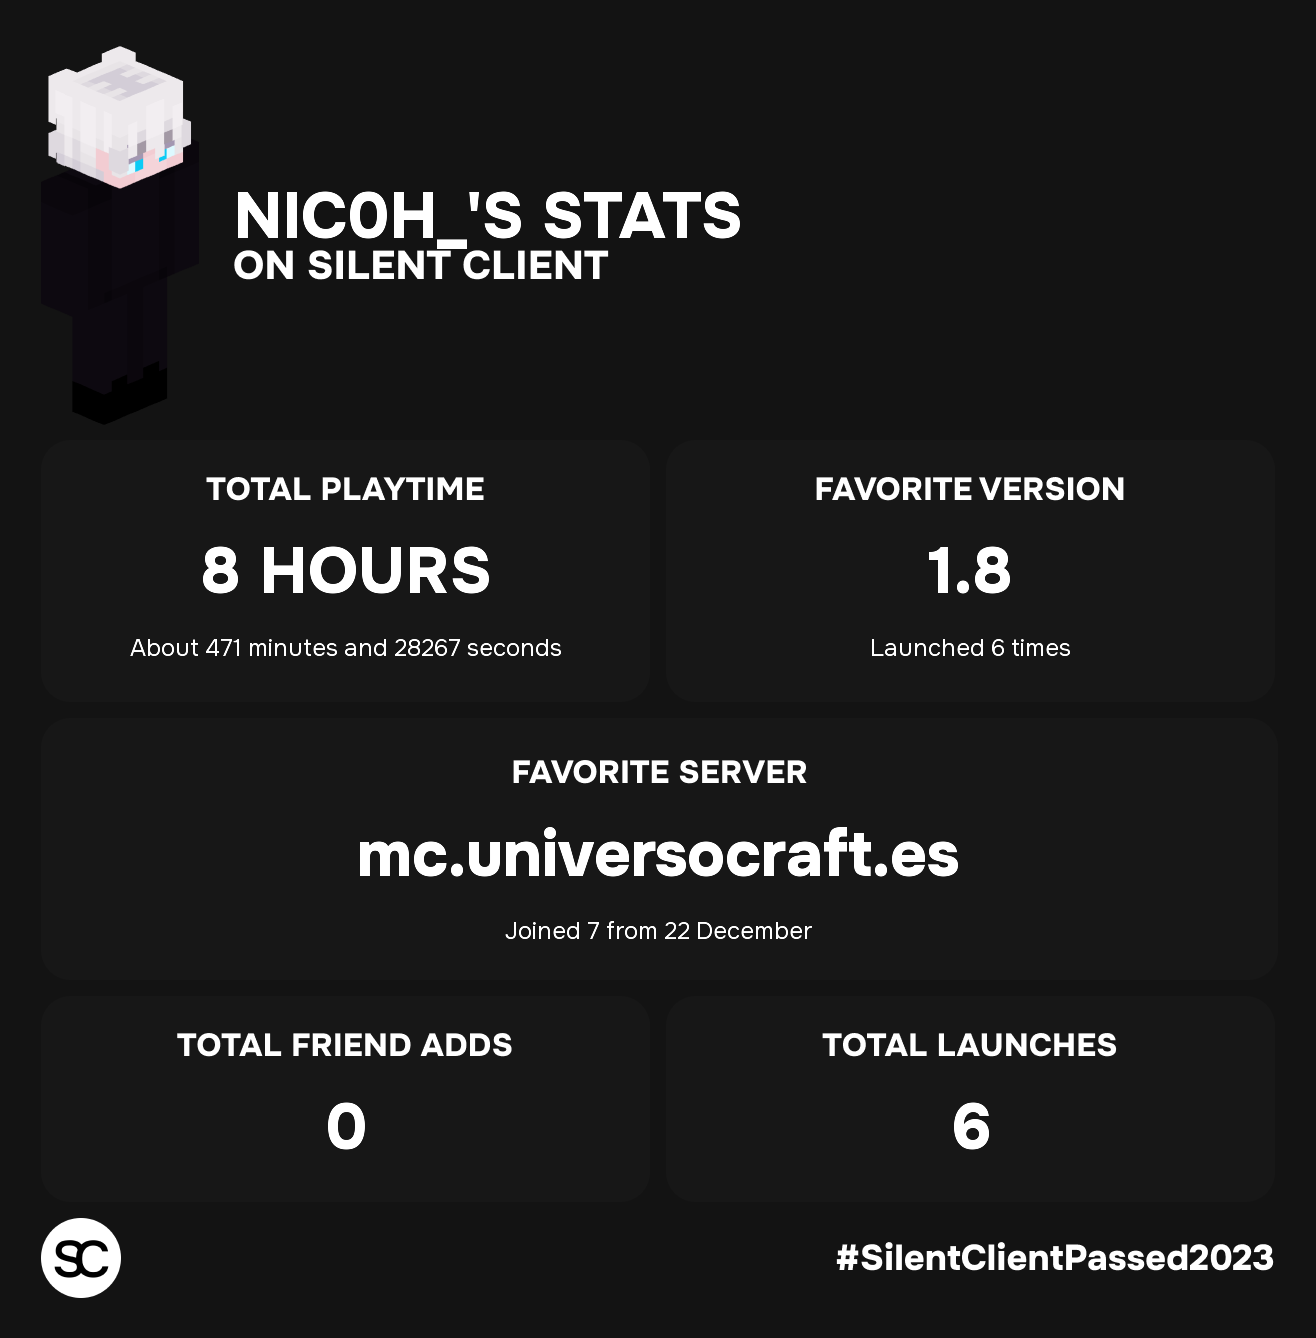 NIC0H_'S STATS
ON SILENT CLIENT
TOTAL PLAYTIME
8 HOURS
About 471 minutes and 28267 seconds
FAVORITE VERSION
1.8
Launched 6 times
FAVORITE SERVER
mc.universocraft.es
Joined 7 from 22 December
TOTAL FRIEND ADDS
0
TOTAL LAUNCHES
6
SC
#SilentClientPassed2023